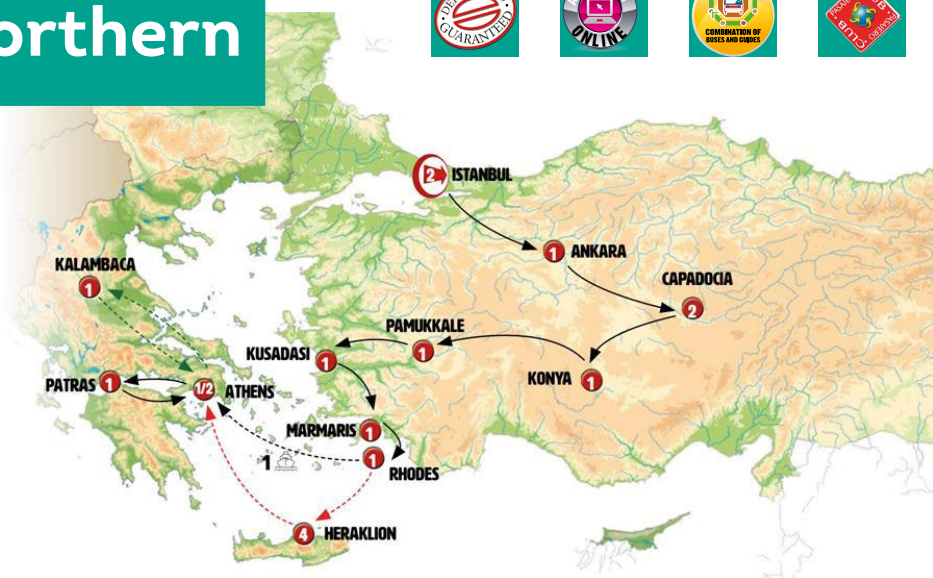 orthern
GUARANTEED
ONLINE
COMBINATION OF
BUSES AND GUIDES
CLUB
2 ISTANBUL
1 ANKARA
CAPADOCIA
2
KALAMBACA
1
PAMUKKALE
1
KUSADASI
1
KONYA 1
PATRAS 1
1/2 ATHENS
MARMARIS 1
1
1
RHODES
4 HERAKLION